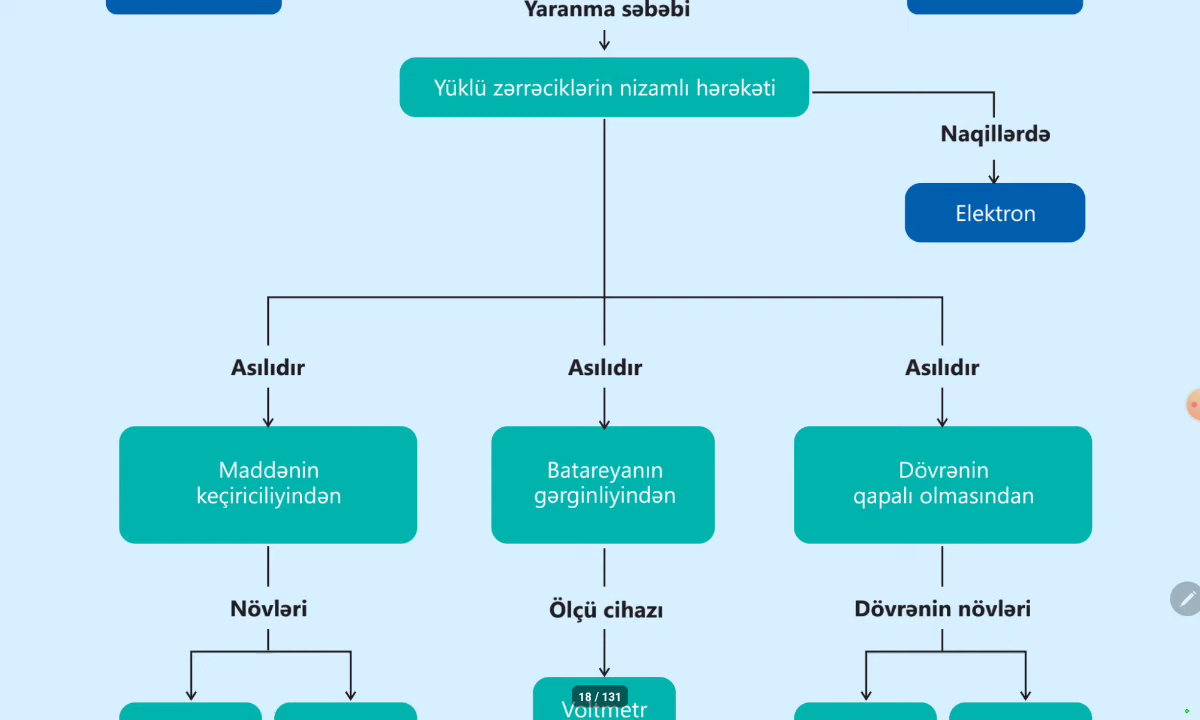 Yaranma səbəbi
Yüklü zərrəciklərin nizamlı hərəkəti
Naqillərdə
Elektron
Asılıdır
Asılıdır
Asılıdır
Maddənin
keçiriciliyindən
Batareyanın
gərginliyindən
Dövrənin
qapalı olmasından
Növləri
Ölçü cihazı
Dövrənin növləri
18 / 131
Voltmetr